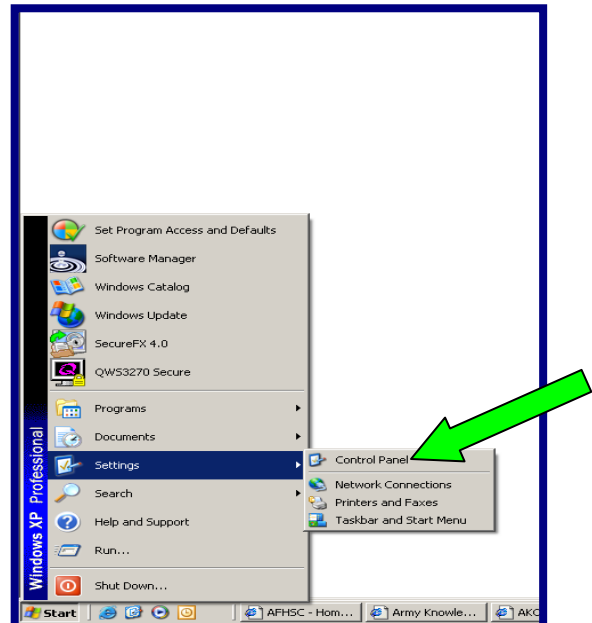 Set Program Access and Defaults
Software Manager
Windows Catalog
Windows Update
SecureFX 4.0
QWS3270 Secure
Programs
Documents
Settings
Search
Help and Support
Run...
Shut Down...
Windows XP Professional
Control Panel
Network Connections
Printers and Faxes
Taskbar and Start Menu
Start
AFHSC - Hom...
Army Knowle...
AKO